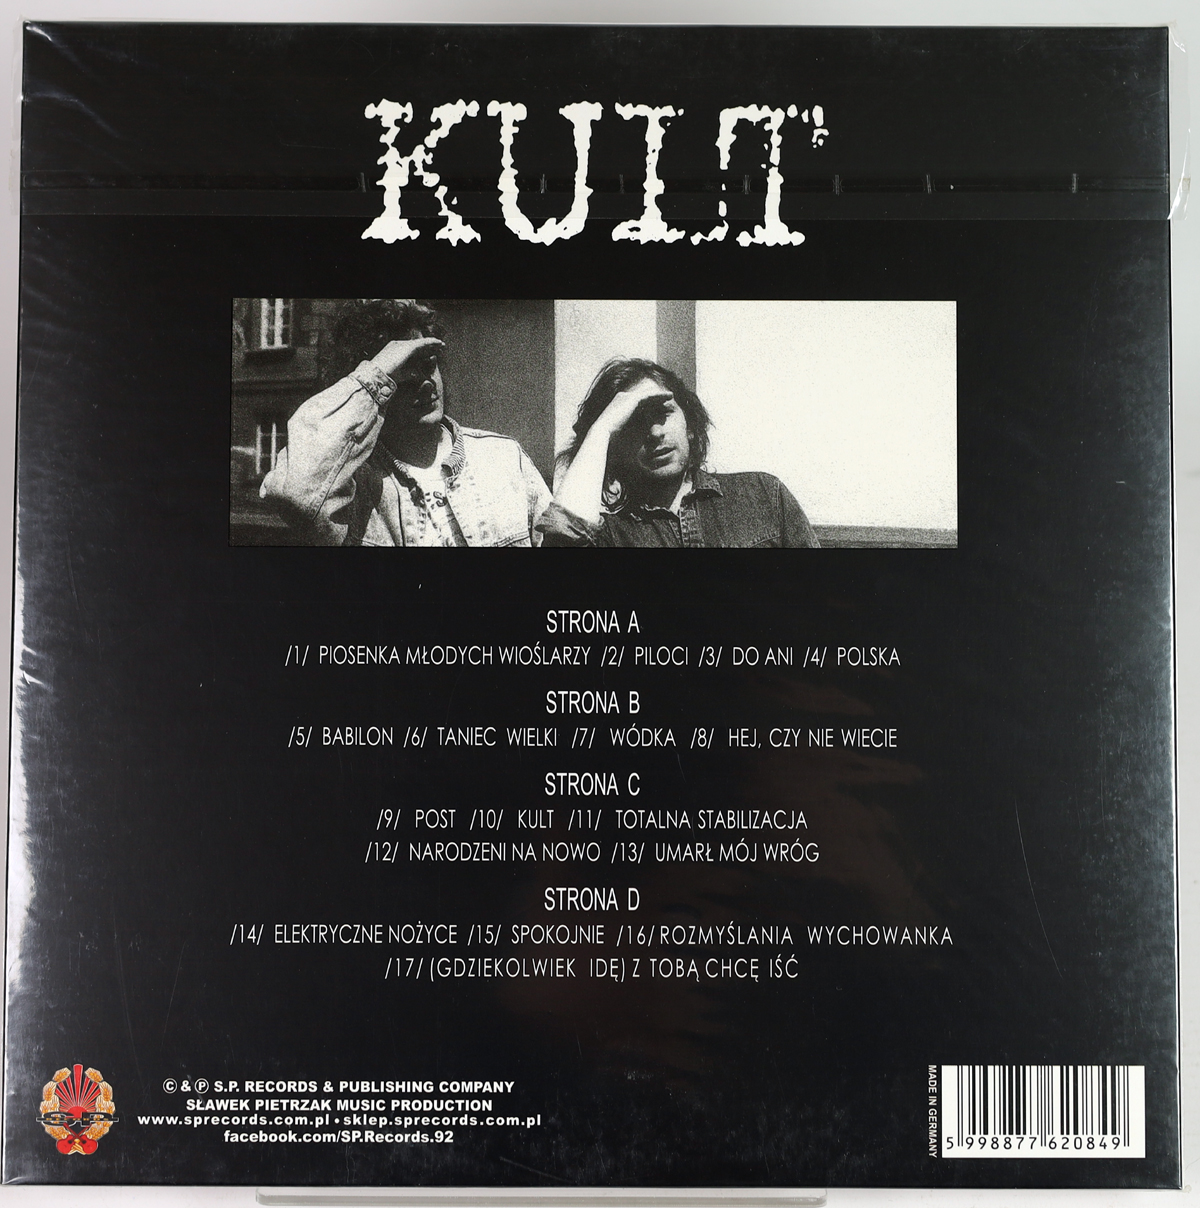 KULT
STRONA A
/1/ PIOSENKA MŁODYCH WIOŚLARZY /2/ PILOCI /3/ DO ANI /4/ POLSKA
STRONA B
/5/ BABILON /6/ TANIEC WIELKI /7/ WÓDKA /8/ HEJ, CZY NIE WIECIE
STRONA C
/9/ POST /10/ KULT /11/ TOTALNA STABILIZACJA
/12/ NARODZENI NA NOWO /13/ UMARŁ MÓJ WRÓG
STRONA D
/14/ ELEKTRYCZNE NOŻYCE /15/ SPOKOJNIE /16/ ROZMYŚLANIA WYCHOWANKA
/17/ (GDZIEKOLWIEK IDĘ) Z TOBĄ CHCĘ IŚĆ
© & ℗ S.P. RECORDS & PUBLISHING COMPANY
SŁAWEK PIETRZAK MUSIC PRODUCTION
www.sprecords.com.pl • sklep.sprecords.com.pl
facebook.com/SP.Records.92
MADE IN GERMANY
5 998877 620849